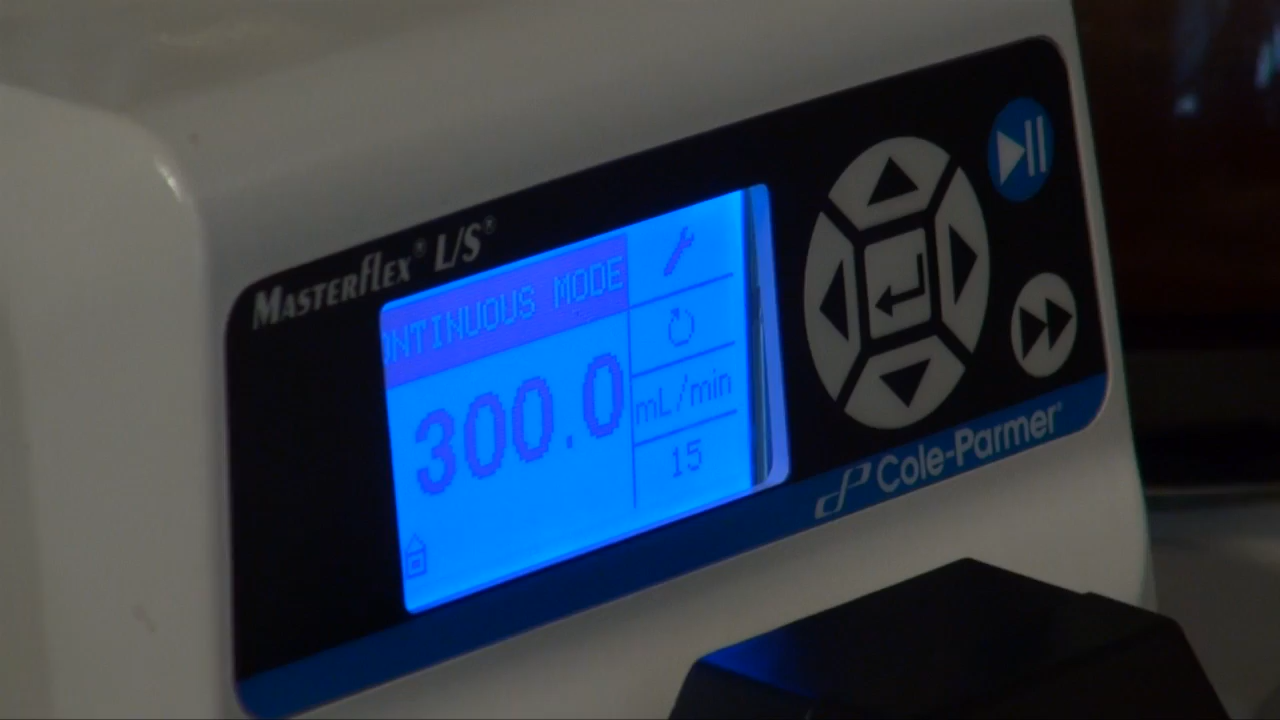 MASTERFLEX® L/S®
ONTINUOUS MODE
300.0
mL/min
15
Cole-Parmer®